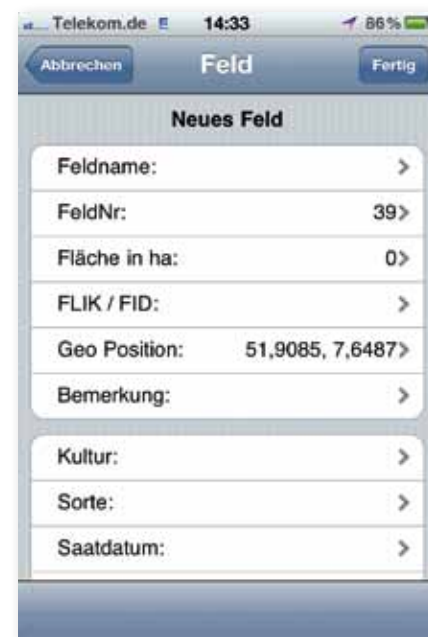 Telekom.de E 14:33 86%
Abbrechen Feld Fertig
Neues Feld
Feldname:
FeldNr: 39
Fläche in ha: 0
FLIK / FID:
Geo Position: 51,9085, 7,6487
Bemerkung:
Kultur:
Sorte:
Saatdatum: